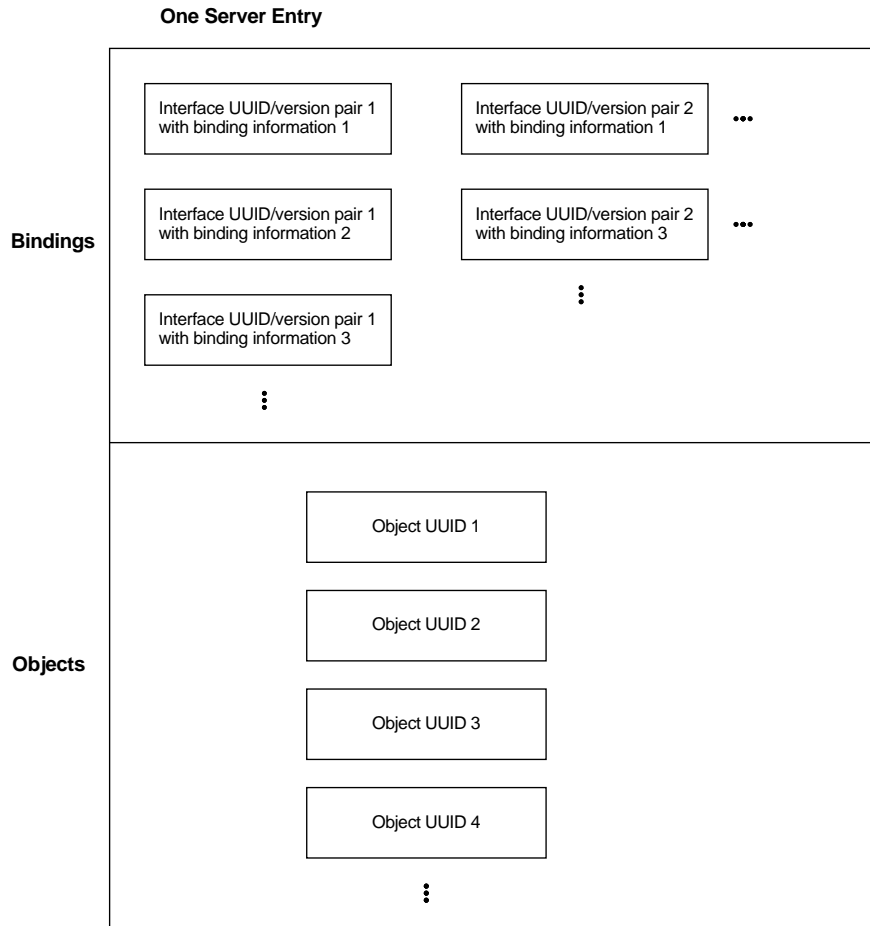 One Server Entry
Interface UUID/version pair 1
with binding information 1
Interface UUID/version pair 2
with binding information 1
•••
Bindings
Interface UUID/version pair 1
with binding information 2
Interface UUID/version pair 2
with binding information 3
•••
Interface UUID/version pair 1
with binding information 3
Object UUID 1
Object UUID 2
Objects
Object UUID 3
Object UUID 4